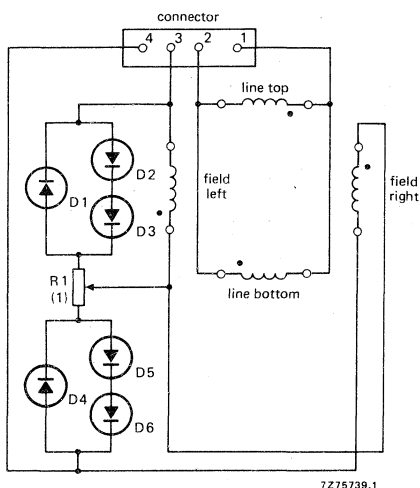 connector
4 3 2 1
line top
D2
field left
field right
D1
D3
R1
(1)
line bottom
D5
D4
D6
7Z75739.1